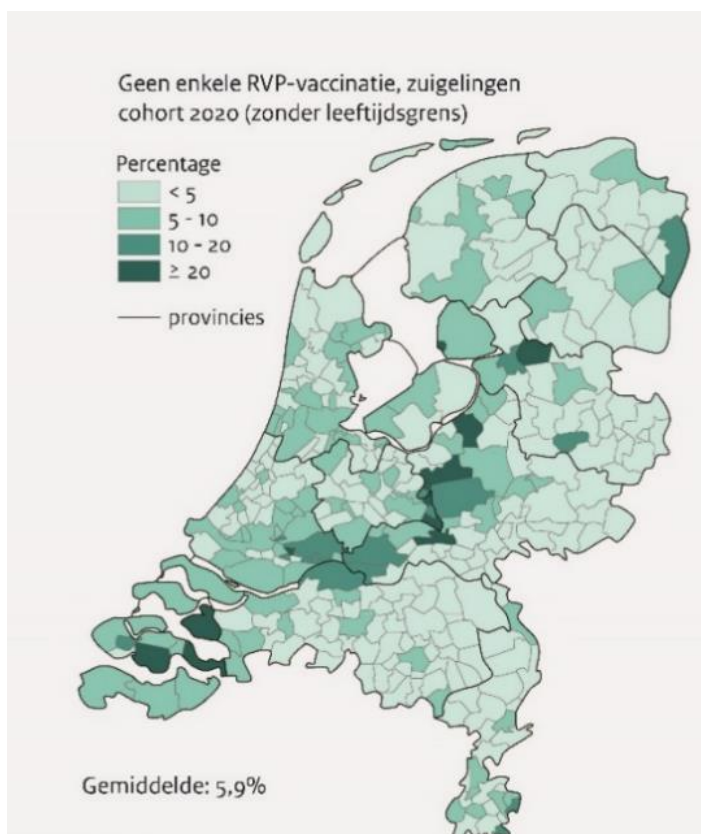 Geen enkele RVP-vaccinatie, zuigelingen
cohort 2020 (zonder leeftijdsgrens)
Percentage
< 5
5 - 10
10 - 20
≥ 20
provincies
Gemiddelde: 5,9%